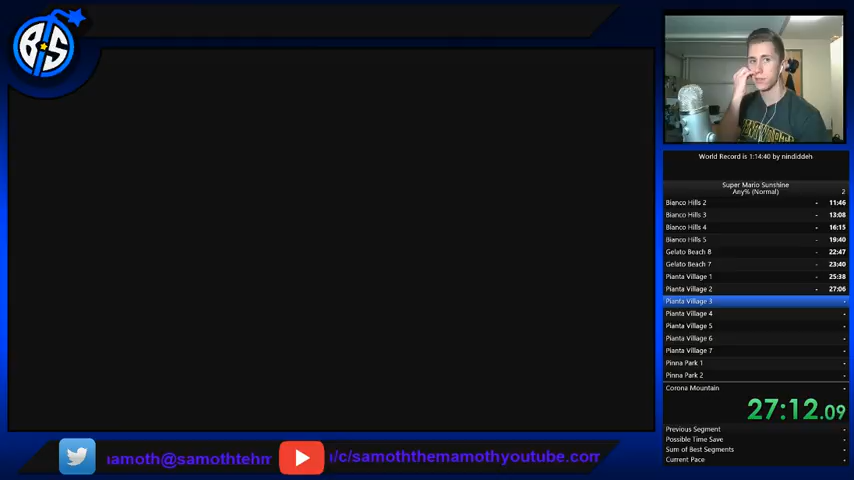 BS
World Record is 1:14:40 by nindiddeh
Super Mario Sunshine
Any% (Normal) 2
Bianco Hills 2 - 11:46
Bianco Hills 3 - 13:08
Bianco Hills 4 - 16:15
Bianco Hills 5 - 19:40
Gelato Beach 8 - 22:47
Gelato Beach 7 - 23:40
Pianta Village 1 - 25:38
Pianta Village 2 - 27:06
Pianta Village 3 -
Pianta Village 4 -
Pianta Village 5 -
Pianta Village 6 -
Pianta Village 7 -
Pinna Park 1 -
Pinna Park 2 -
Corona Mountain -
27:12.09
Previous Segment
Possible Time Save
Sum of Best Segments
Current Pace
namoth@samothtehm
/c/samoththemamothyoutube.com